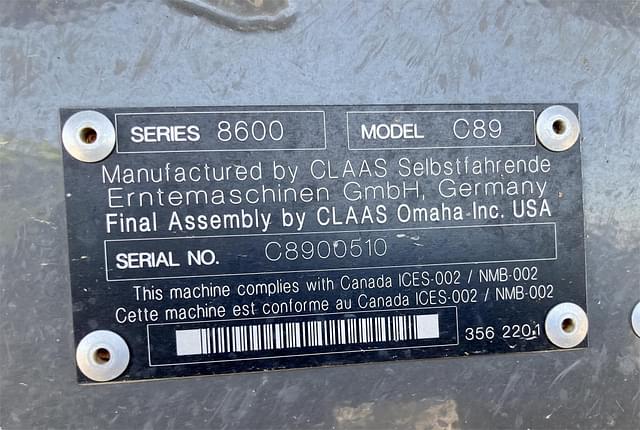 SERIES 8600 MODEL C89
Manufactured by CLAAS Selbstfahrende
Erntemaschinen GmbH, Germany
Final Assembly by CLAAS Omaha Inc. USA
SERIAL NO. C8900510
This machine complies with Canada ICES-002 / NMB-002
Cette machine est conforme au Canada ICES-002 / NMB-002
356 220.1